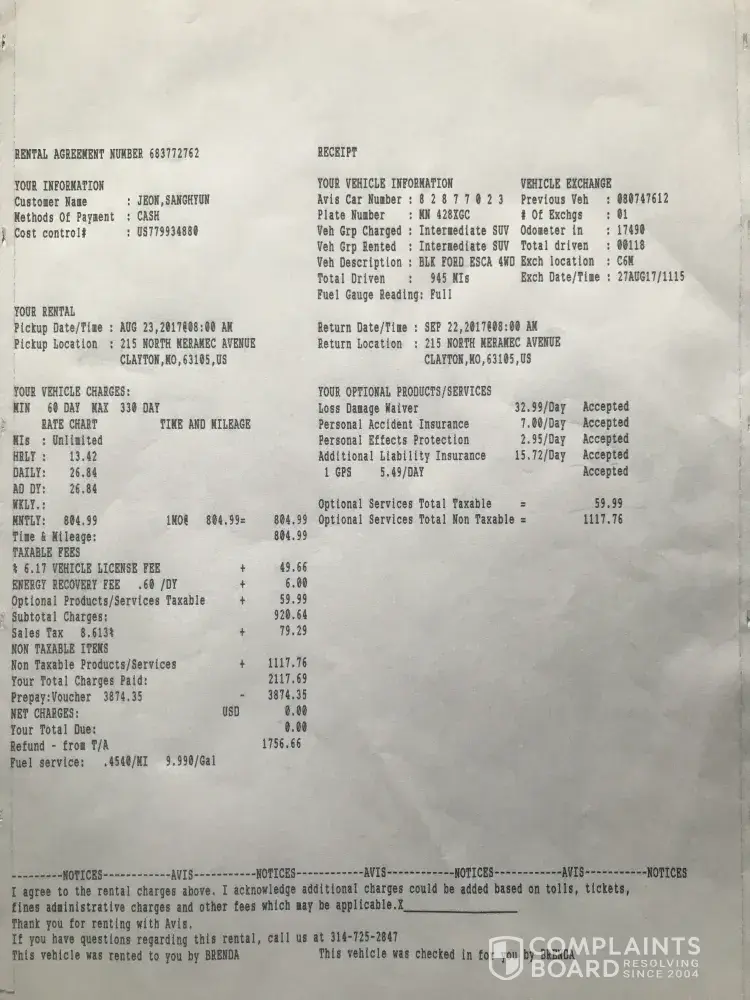 RENTAL AGREEMENT NUMBER 683772762
RECEIPT
YOUR INFORMATION
Customer Name : JEON,SANGHYUN
Methods Of Payment : CASH
Cost control# : US779934880
YOUR VEHICLE INFORMATION
Avis Car Number : 8 2 8 7 7 0 2 3
Plate Number : MN 428XGC
Veh Grp Charged : Intermediate SUV
Veh Grp Rented : Intermediate SUV
Veh Description : BLK FORD ESCA 4WD
Total Driven : 945 MIs
Fuel Gauge Reading: Full
VEHICLE EXCHANGE
Previous Veh : 080747612
# Of Exchgs : 01
Odometer in : 17490
Total driven : 00118
Exch location : C6M
Exch Date/Time : 27AUG17/1115
YOUR RENTAL
Pickup Date/Time : AUG 23,2017@08:00 AM
Pickup Location : 215 NORTH MERAMEC AVENUE
CLAYTON,MO,63105,US
Return Date/Time : SEP 22,2017@08:00 AM
Return Location : 215 NORTH MERAMEC AVENUE
CLAYTON,MO,63105,US
YOUR VEHICLE CHARGES:
MIN 60 DAY MAX 330 DAY
RATE CHART TIME AND MILEAGE
MIs : Unlimited
HRLY : 13.42
DAILY: 26.84
AD DY: 26.84
WKLY.:
MNTLY: 804.99 1MO@ 804.99= 804.99
Time & Mileage: 804.99
TAXABLE FEES
% 6.17 VEHICLE LICENSE FEE + 49.66
ENERGY RECOVERY FEE .60 /DY + 6.00
Optional Products/Services Taxable + 59.99
Subtotal Charges: 920.64
Sales Tax 8.613% + 79.29
NON TAXABLE ITEMS
Non Taxable Products/Services + 1117.76
Your Total Charges Paid: 2117.69
Prepay:Voucher 3874.35 - 3874.35
NET CHARGES: USD 0.00
Your Total Due: 0.00
Refund - from T/A 1756.66
Fuel service: .4540/MI 9.990/Gal
YOUR OPTIONAL PRODUCTS/SERVICES
Loss Damage Waiver 32.99/Day Accepted
Personal Accident Insurance 7.00/Day Accepted
Personal Effects Protection 2.95/Day Accepted
Additional Liability Insurance 15.72/Day Accepted
1 GPS 5.49/DAY Accepted
Optional Services Total Taxable = 59.99
Optional Services Total Non Taxable = 1117.76
---------NOTICES------------AVIS-----------NOTICES------------AVIS------------NOTICES------------AVIS-----------NOTICES
I agree to the rental charges above. I acknowledge additional charges could be added based on tolls, tickets,
fines administrative charges and other fees which may be applicable.X____________________
Thank you for renting with Avis.
If you have questions regarding this rental, call us at 314-725-2847
This vehicle was rented to you by BRENDA This vehicle was checked in for you by BRENDA
COMPLAINTS
BOARD RESOLVING
SINCE 2004